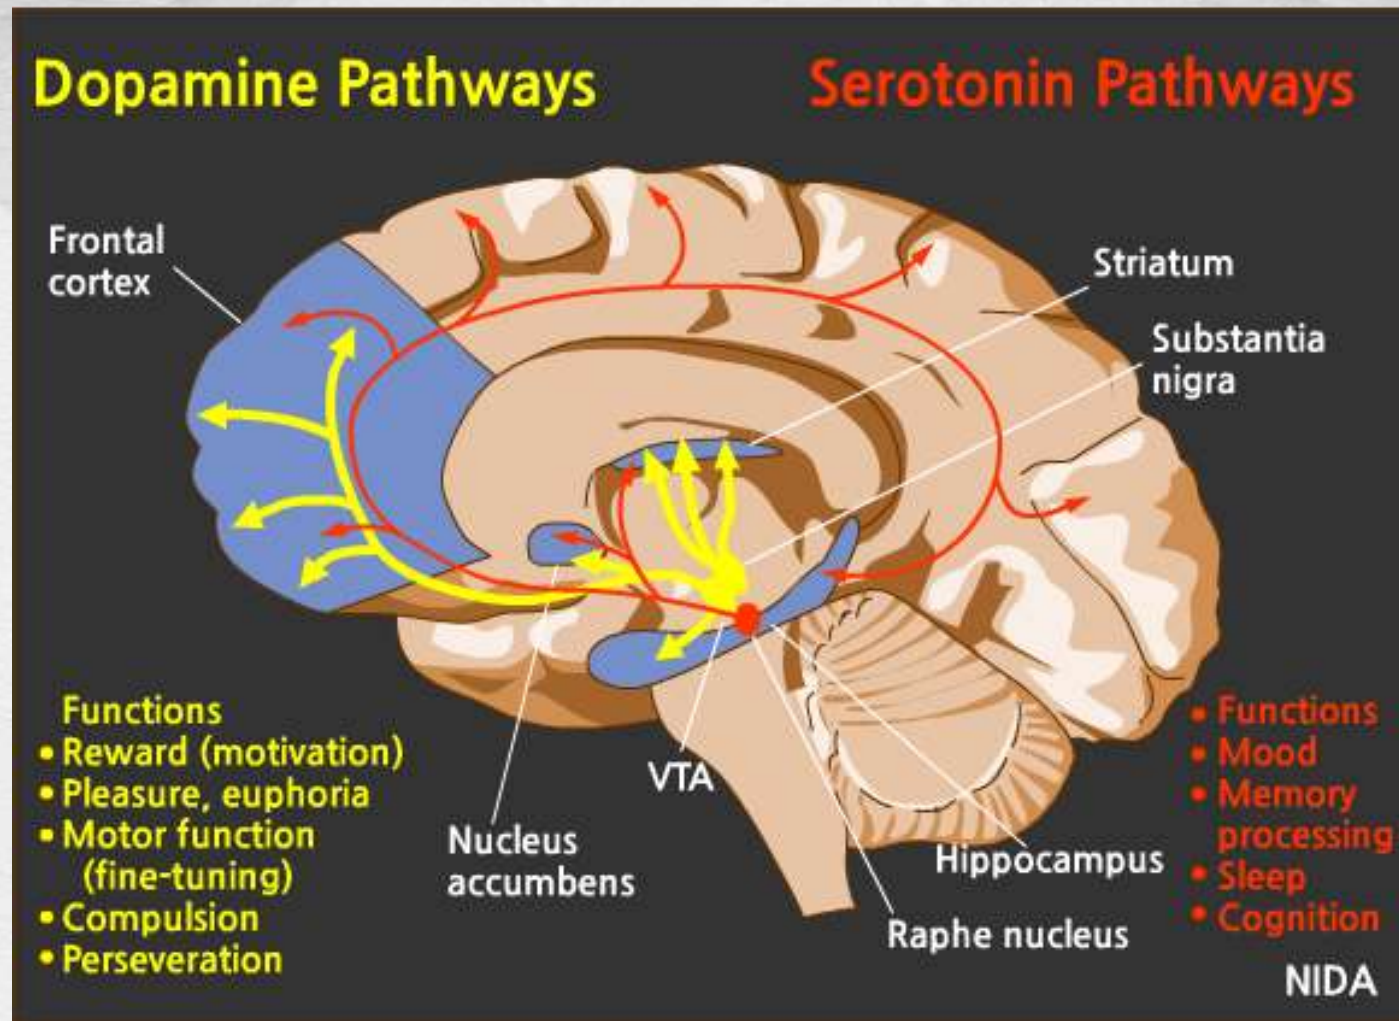 Dopamine Pathways
Serotonin Pathways
Frontal
cortex
Striatum
Substantia
nigra
Functions
• Reward (motivation)
• Pleasure, euphoria
• Motor function
(fine-tuning)
• Compulsion
• Perseveration
Nucleus
accumbens
VTA
Hippocampus
Raphe nucleus
• Functions
• Mood
• Memory
processing
• Sleep
• Cognition
NIDA